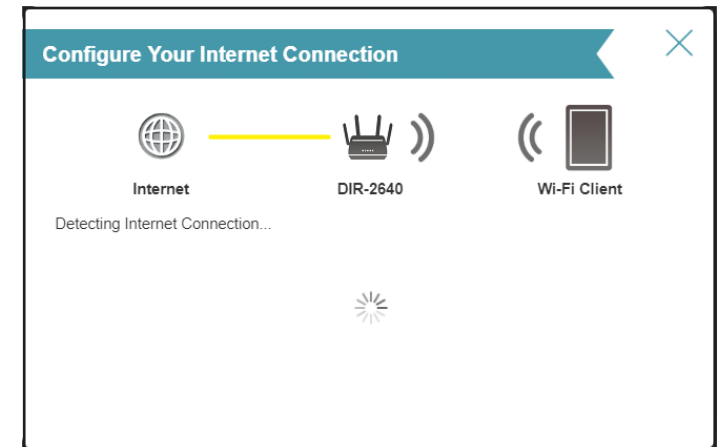 Configure Your Internet Connection
Internet
DIR-2640
Wi-Fi Client
Detecting Internet Connection...